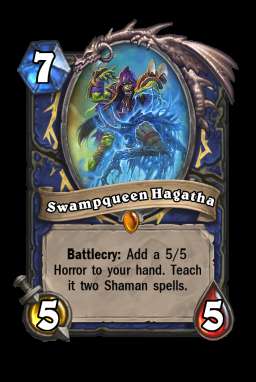 7
Swampqueen Hagatha
Battlecry: Add a 5/5
Horror to your hand. Teach
it two Shaman spells.
5 5